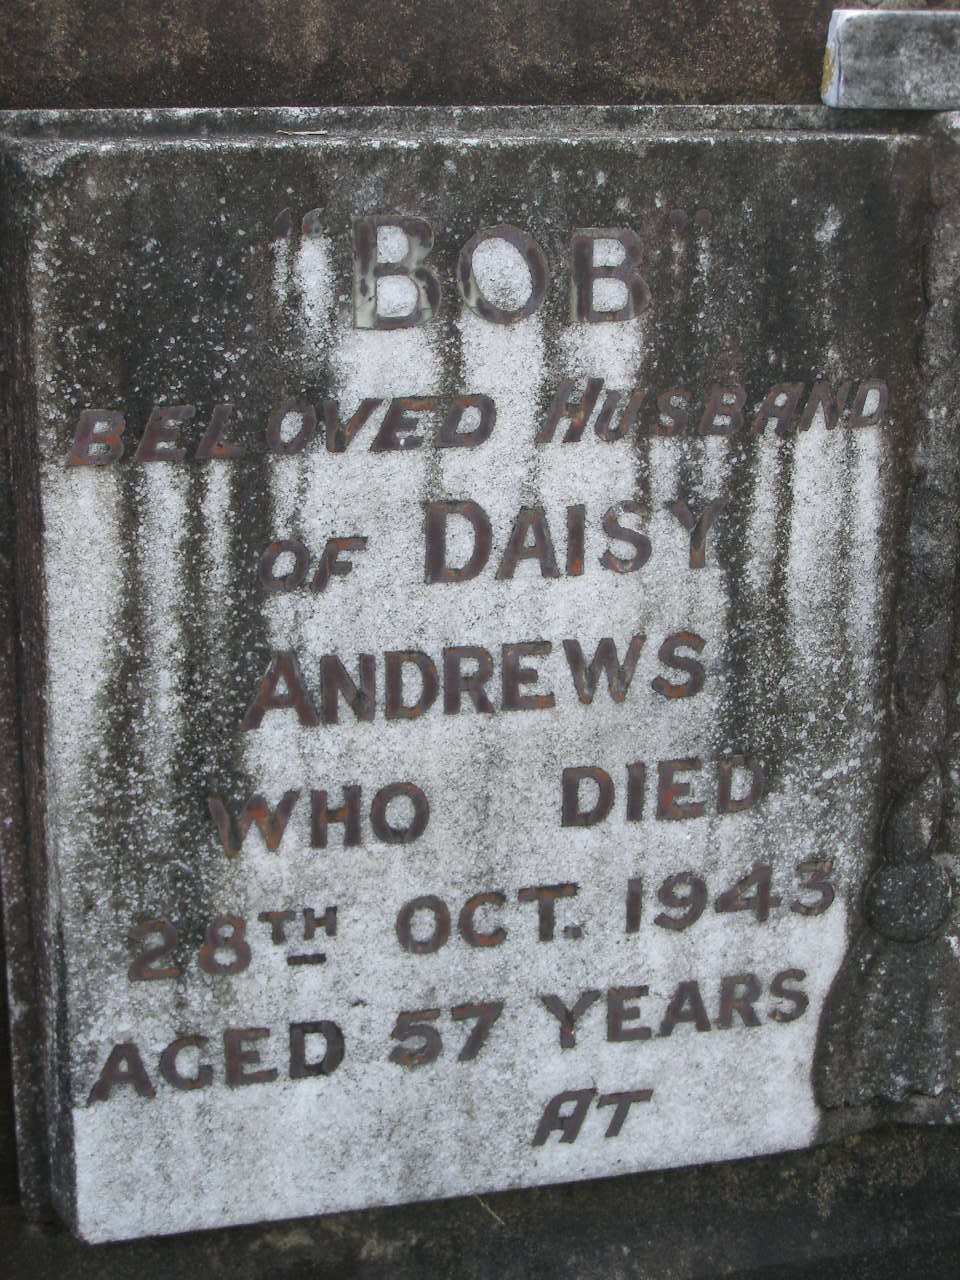 "BOB"
BELOVED HUSBAND
OF DAISY
ANDREWS
WHO DIED
28TH OCT. 1943
AGED 57 YEARS
AT